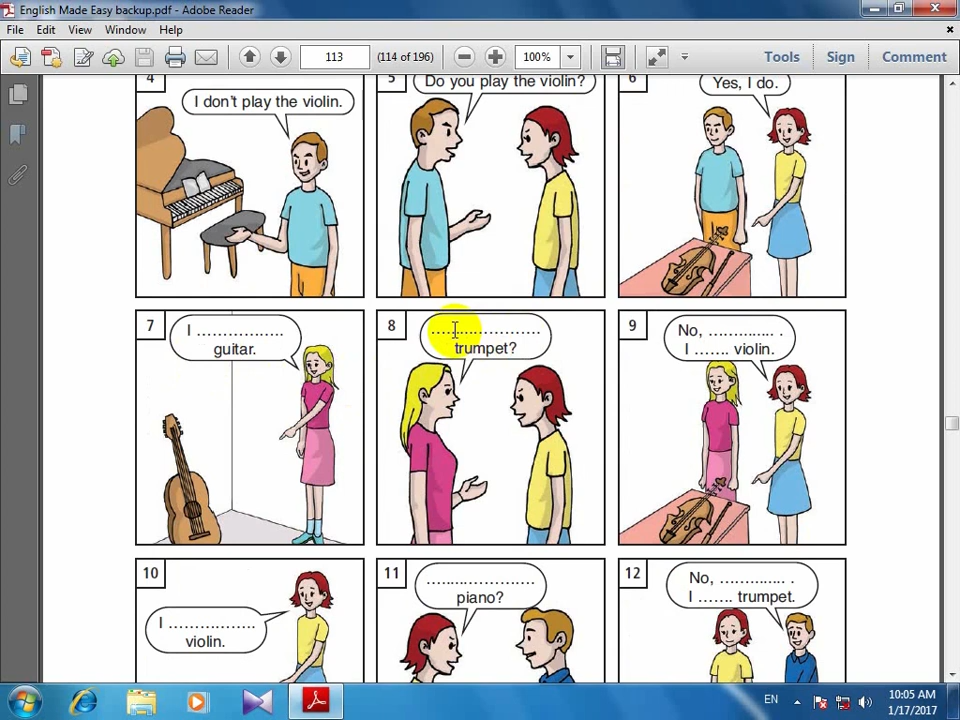 English Made Easy backup.pdf - Adobe Reader
File Edit View Window Help
113 (114 of 196) 100% Tools Sign Comment
4
I don't play the violin.
5
Do you play the violin?
6
Yes, I do.
7
I .................
guitar.
8
.........................
trumpet?
9
No, .............. .
I ....... violin.
10
I .................
violin.
11
.........................
piano?
12
No, .............. .
I ....... trumpet.
EN
10:05 AM
1/17/2017